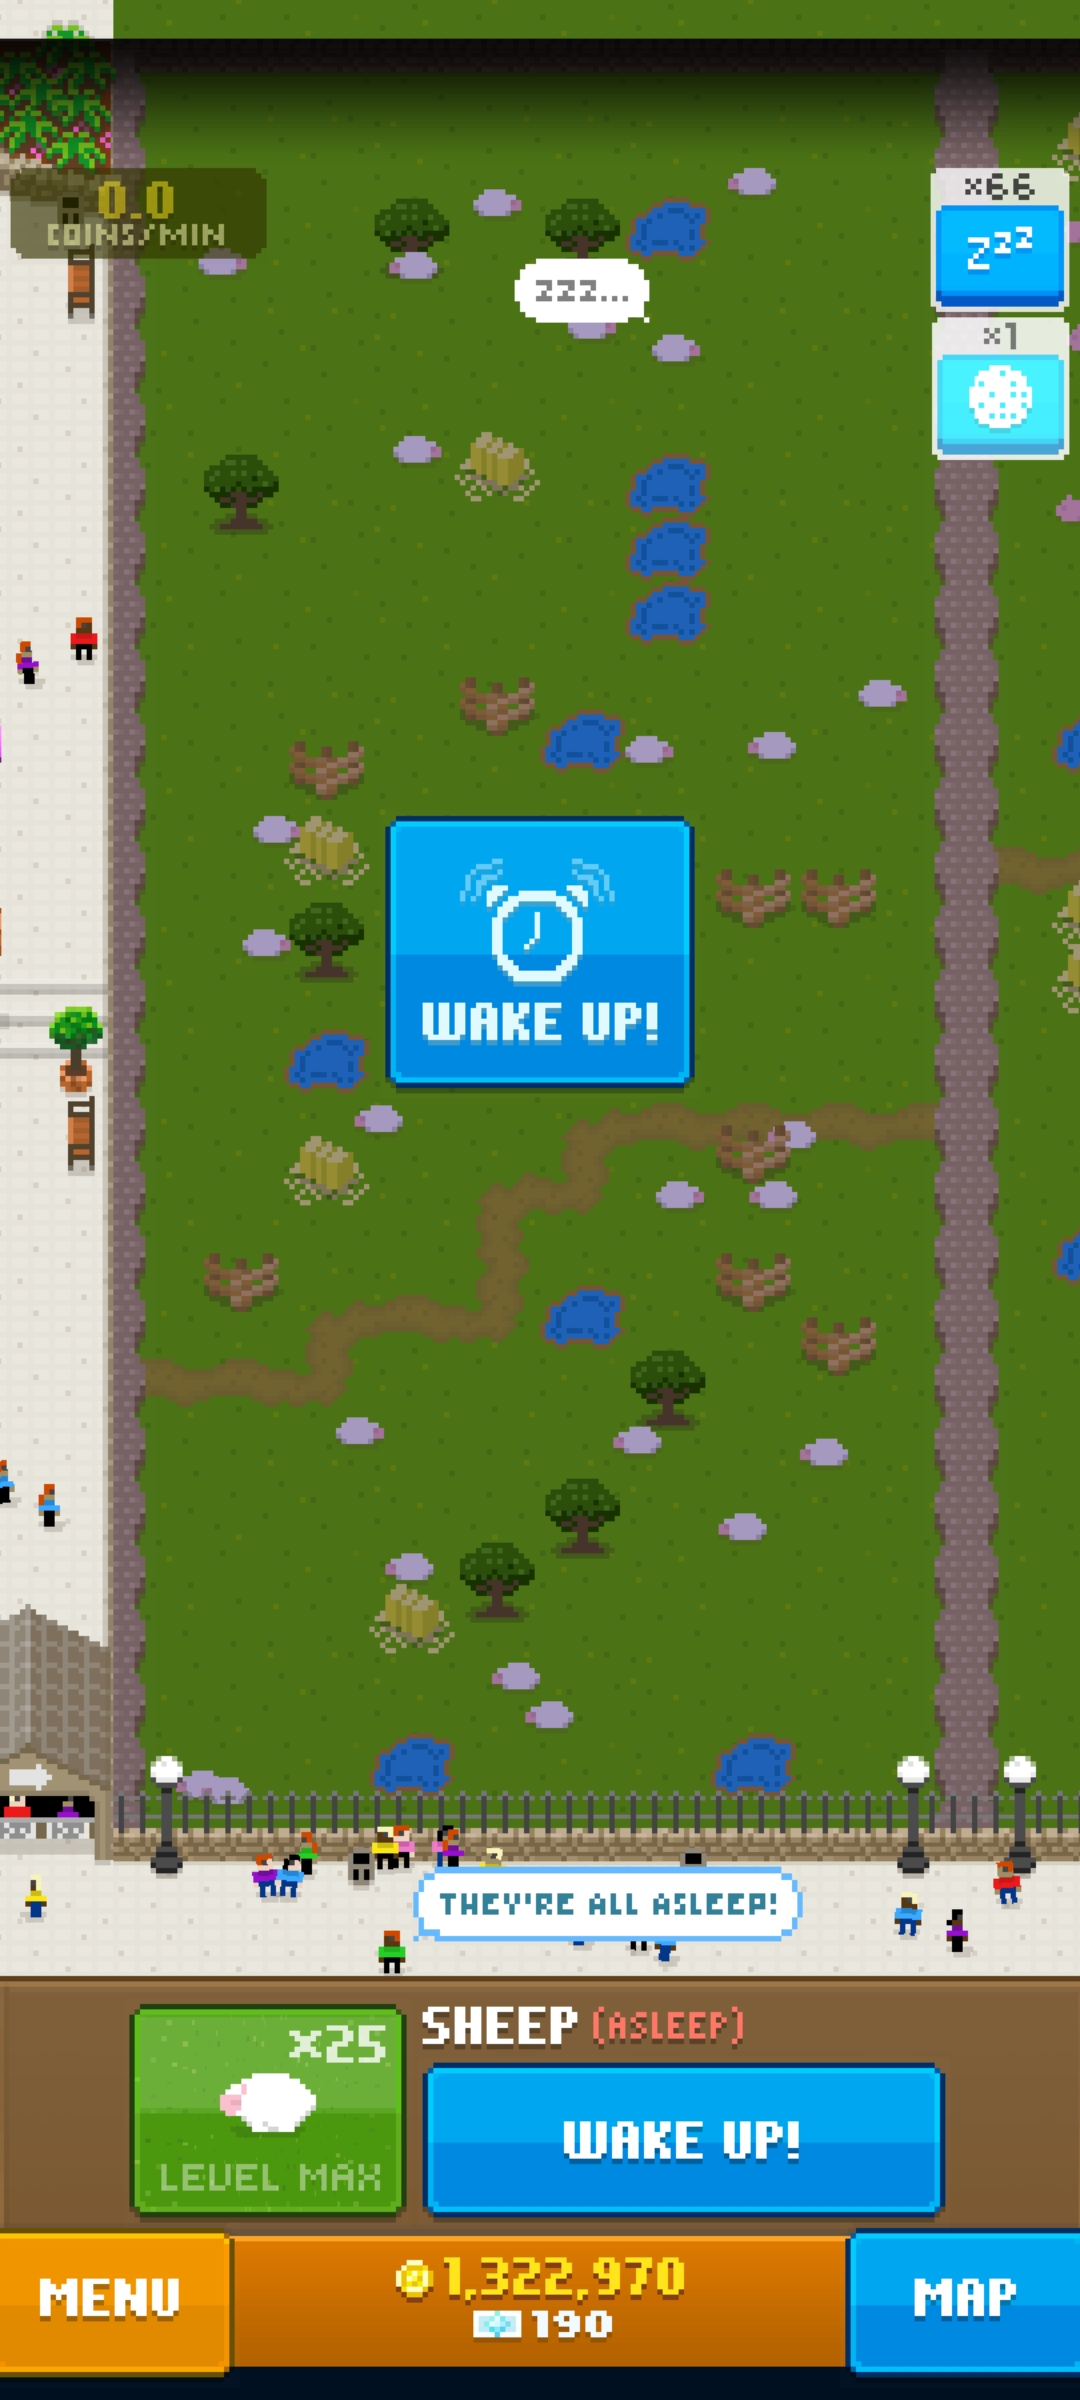 0.0
COINS/MIN
x66
zzz
x1
zzz...
WAKE UP!
THEY'RE ALL ASLEEP!
x25
LEVEL MAX
SHEEP (ASLEEP)
WAKE UP!
MENU
1,322,970
190
MAP